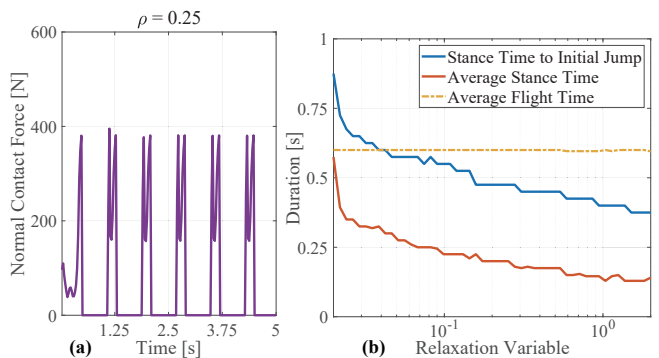 ρ = 0.25
Normal Contact Force [N]
600
400
200
0
1.25
2.5
3.75
5
(a)
Time [s]
Duration [s]
1
0.75
0.5
0.25
0
Stance Time to Initial Jump
Average Stance Time
Average Flight Time
10⁻¹
10⁰
(b)
Relaxation Variable